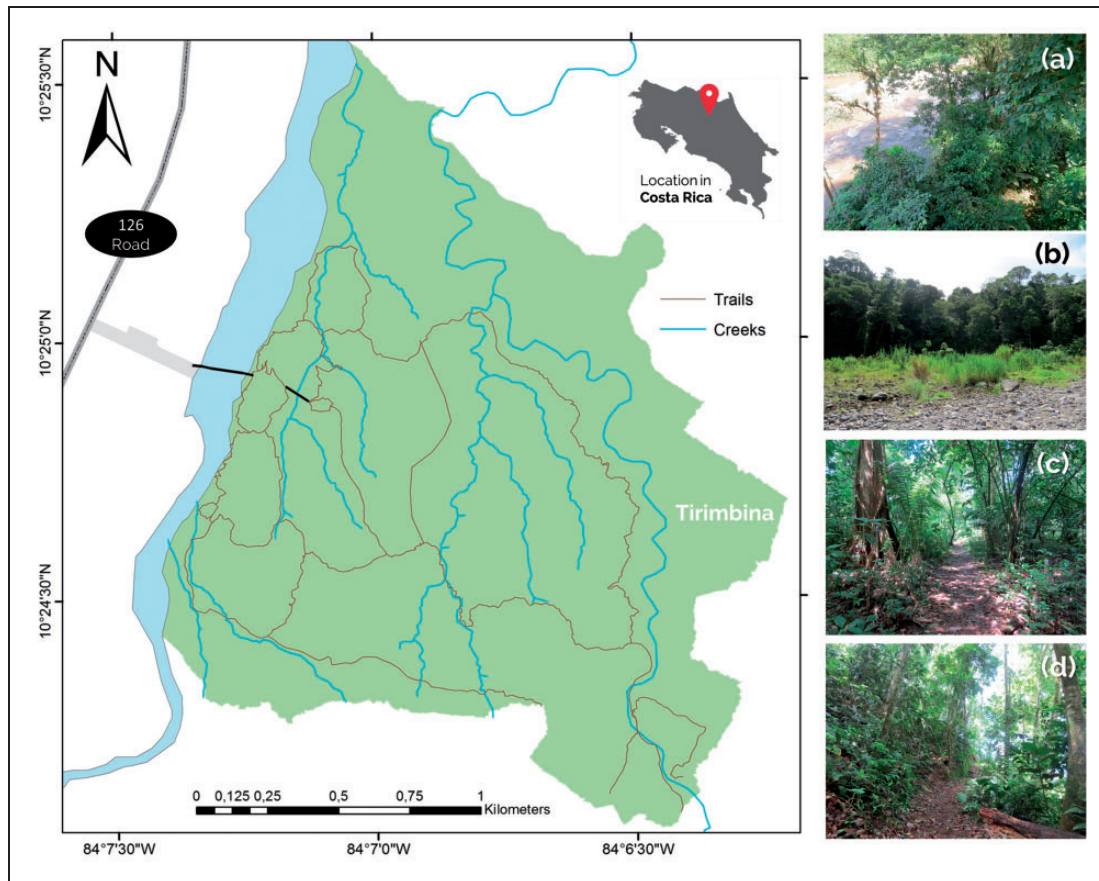 N
10°25'30"N
10°25'0"N
10°24'30"N
126
Road
Location in
Costa Rica
Trails
Creeks
Tirimbina
0 0,125 0,25 0,5 0,75 1
Kilometers
84°7'30"W 84°7'0"W 84°6'30"W
(a)
(b)
(c)
(d)